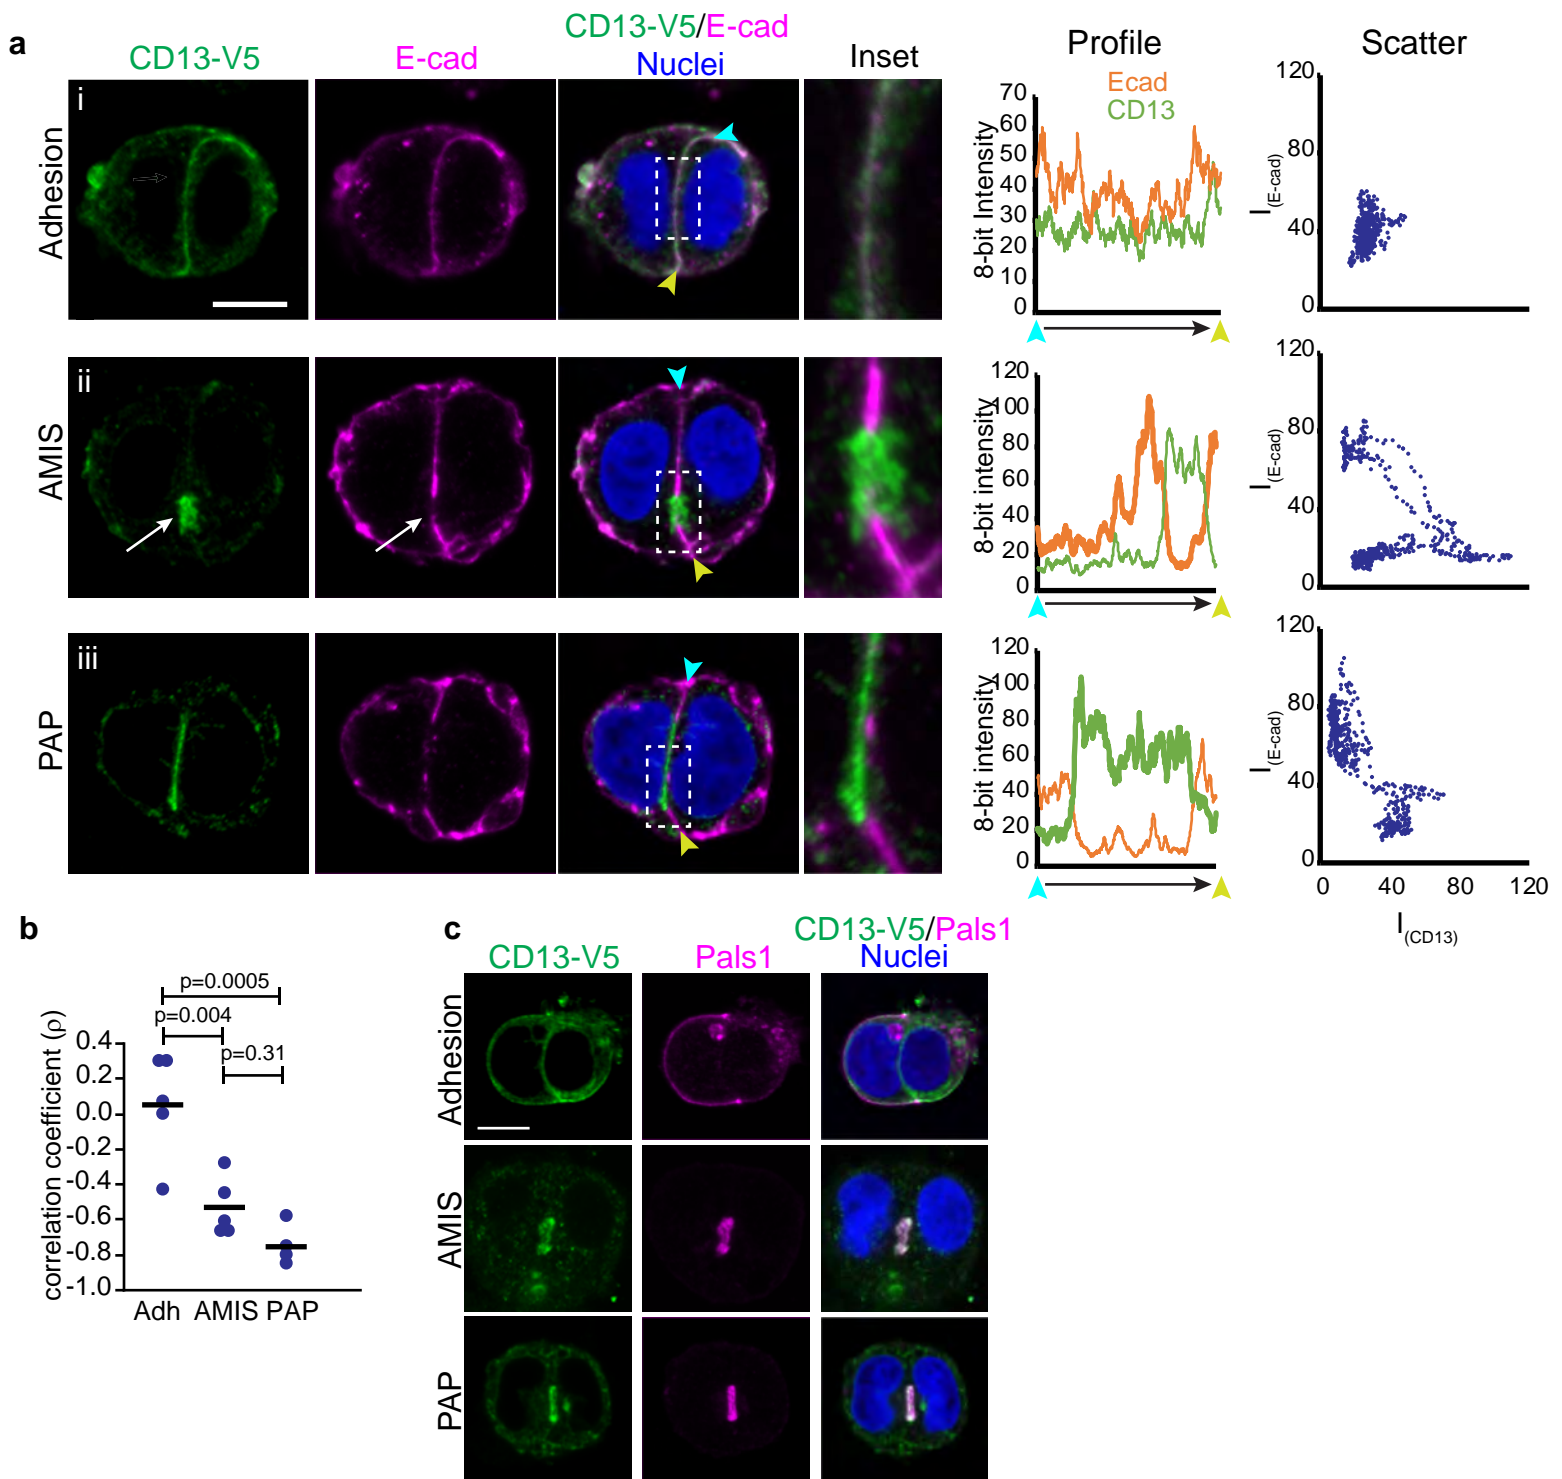 a
CD13-V5
E-cad
CD13-V5/E-cad
Nuclei
Inset
Profile
Scatter
Adhesion
i
Ecad
CD13
8-bit Intensity
70
60
50
40
30
20
10
0
I(E-cad)
120
80
40
0
AMIS
ii
8-bit intensity
120
100
80
60
40
20
0
I(E-cad)
120
80
40
0
PAP
iii
8-bit intensity
120
100
80
60
40
20
0
I(E-cad)
120
80
40
0
0 40 80 120
I(CD13)
b
p=0.0005
p=0.004
p=0.31
correlation coefficient (ρ)
0.4
0.2
0.0
-0.2
-0.4
-0.6
-0.8
-1.0
Adh AMIS PAP
c
CD13-V5
Pals1
CD13-V5/Pals1
Nuclei
Adhesion
AMIS
PAP